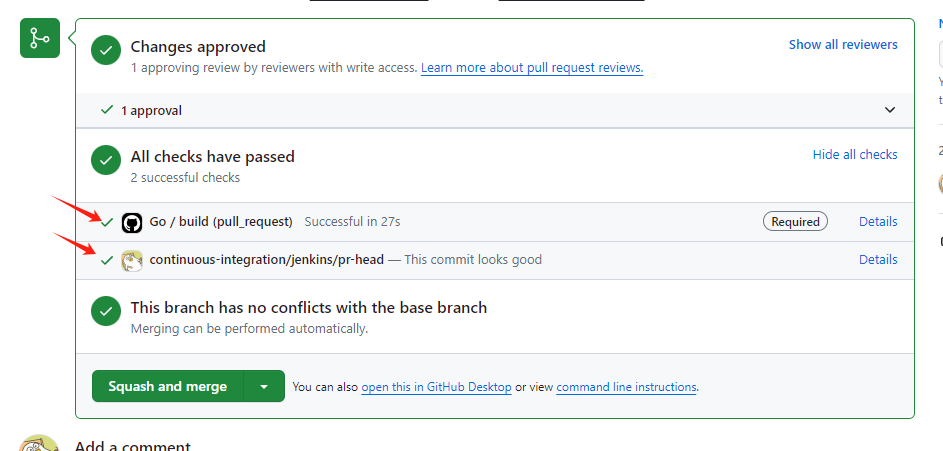 Changes approved
Show all reviewers
1 approving review by reviewers with write access. Learn more about pull request reviews.
1 approval
All checks have passed
Hide all checks
2 successful checks
Go / build (pull_request) Successful in 27s Required Details
continuous-integration/jenkins/pr-head — This commit looks good Details
This branch has no conflicts with the base branch
Merging can be performed automatically.
Squash and merge You can also open this in GitHub Desktop or view command line instructions.
Add a comment